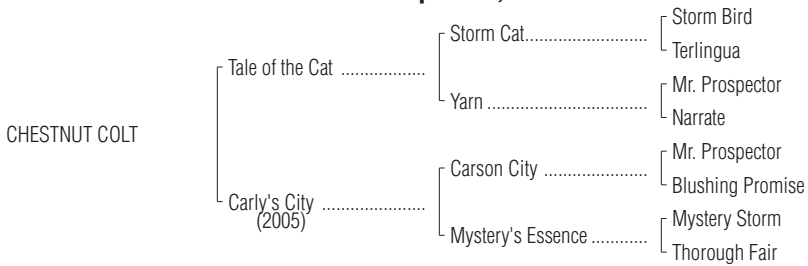 Storm Bird
Storm Cat
Terlingua
Tale of the Cat
Mr. Prospector
Yarn
Narrate
CHESTNUT COLT
Mr. Prospector
Carson City
Blushing Promise
Carly's City
(2005)
Mystery Storm
Mystery's Essence
Thorough Fair